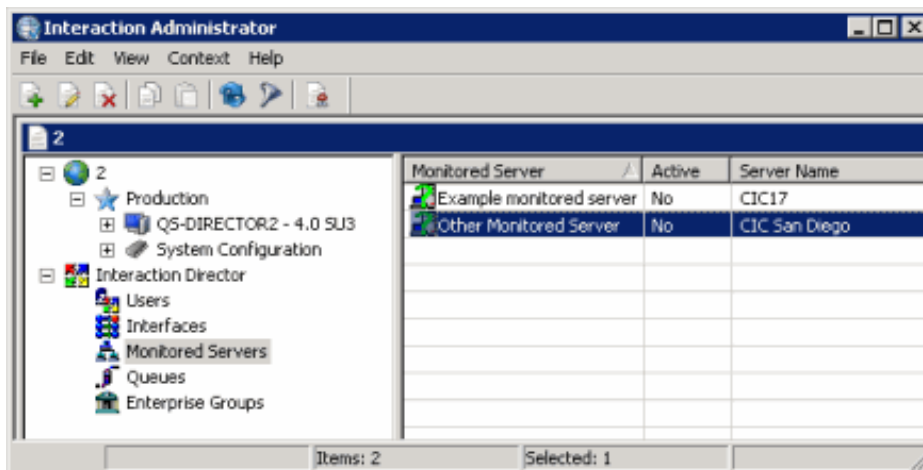 Interaction Administrator
File Edit View Context Help
2
2
Production
QS-DIRECTOR2 - 4.0 SU3
System Configuration
Interaction Director
Users
Interfaces
Monitored Servers
Queues
Enterprise Groups
Monitored Server Active Server Name
Example monitored server No CIC17
Other Monitored Server No CIC San Diego
Items: 2 Selected: 1